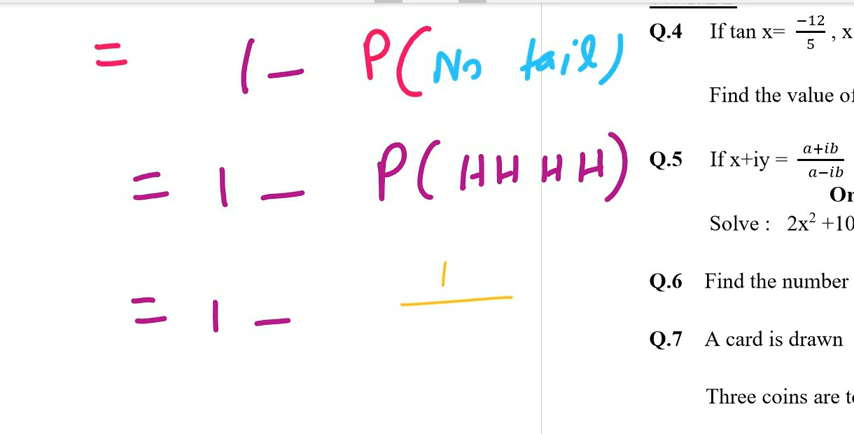 = 1 - P(No tail)
= 1 - P(HHHH)
= 1 - 1
Q.4 If tan x= −12/5 , x
Find the value of
Q.5 If x+iy = a+ib/a−ib
Or
Solve : 2x² +10
Q.6 Find the number
Q.7 A card is drawn
Three coins are t